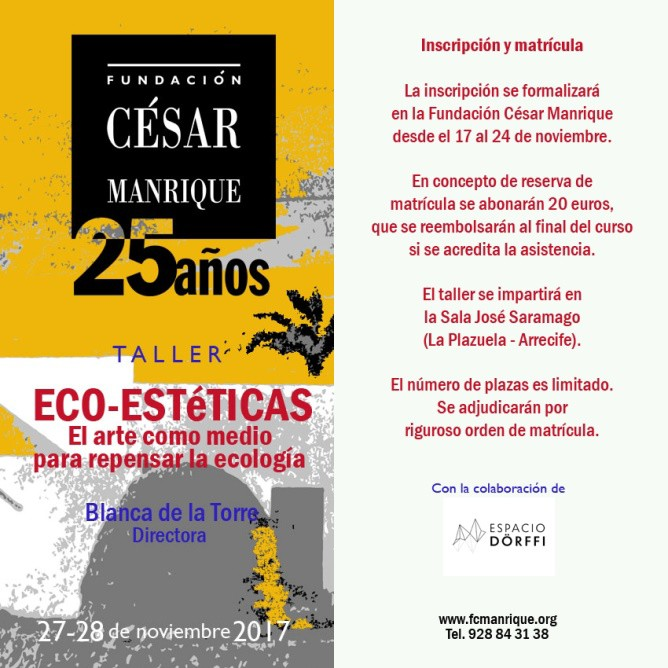 FUNDACIÓN
CÉSAR
MANRIQUE
25años
TALLER
ECO-ESTéTICAS
El arte como medio
para repensar la ecología
Blanca de la Torre
Directora
27-28 de noviembre 2017
Inscripción y matrícula
La inscripción se formalizará
en la Fundación César Manrique
desde el 17 al 24 de noviembre.
En concepto de reserva de
matrícula se abonarán 20 euros,
que se reembolsarán al final del curso
si se acredita la asistencia.
El taller se impartirá en
la Sala José Saramago
(La Plazuela - Arrecife).
El número de plazas es limitado.
Se adjudicarán por
riguroso orden de matrícula.
Con la colaboración de
ESPACIO
DÖRFFI
www.fcmanrique.org
Tel. 928 84 31 38